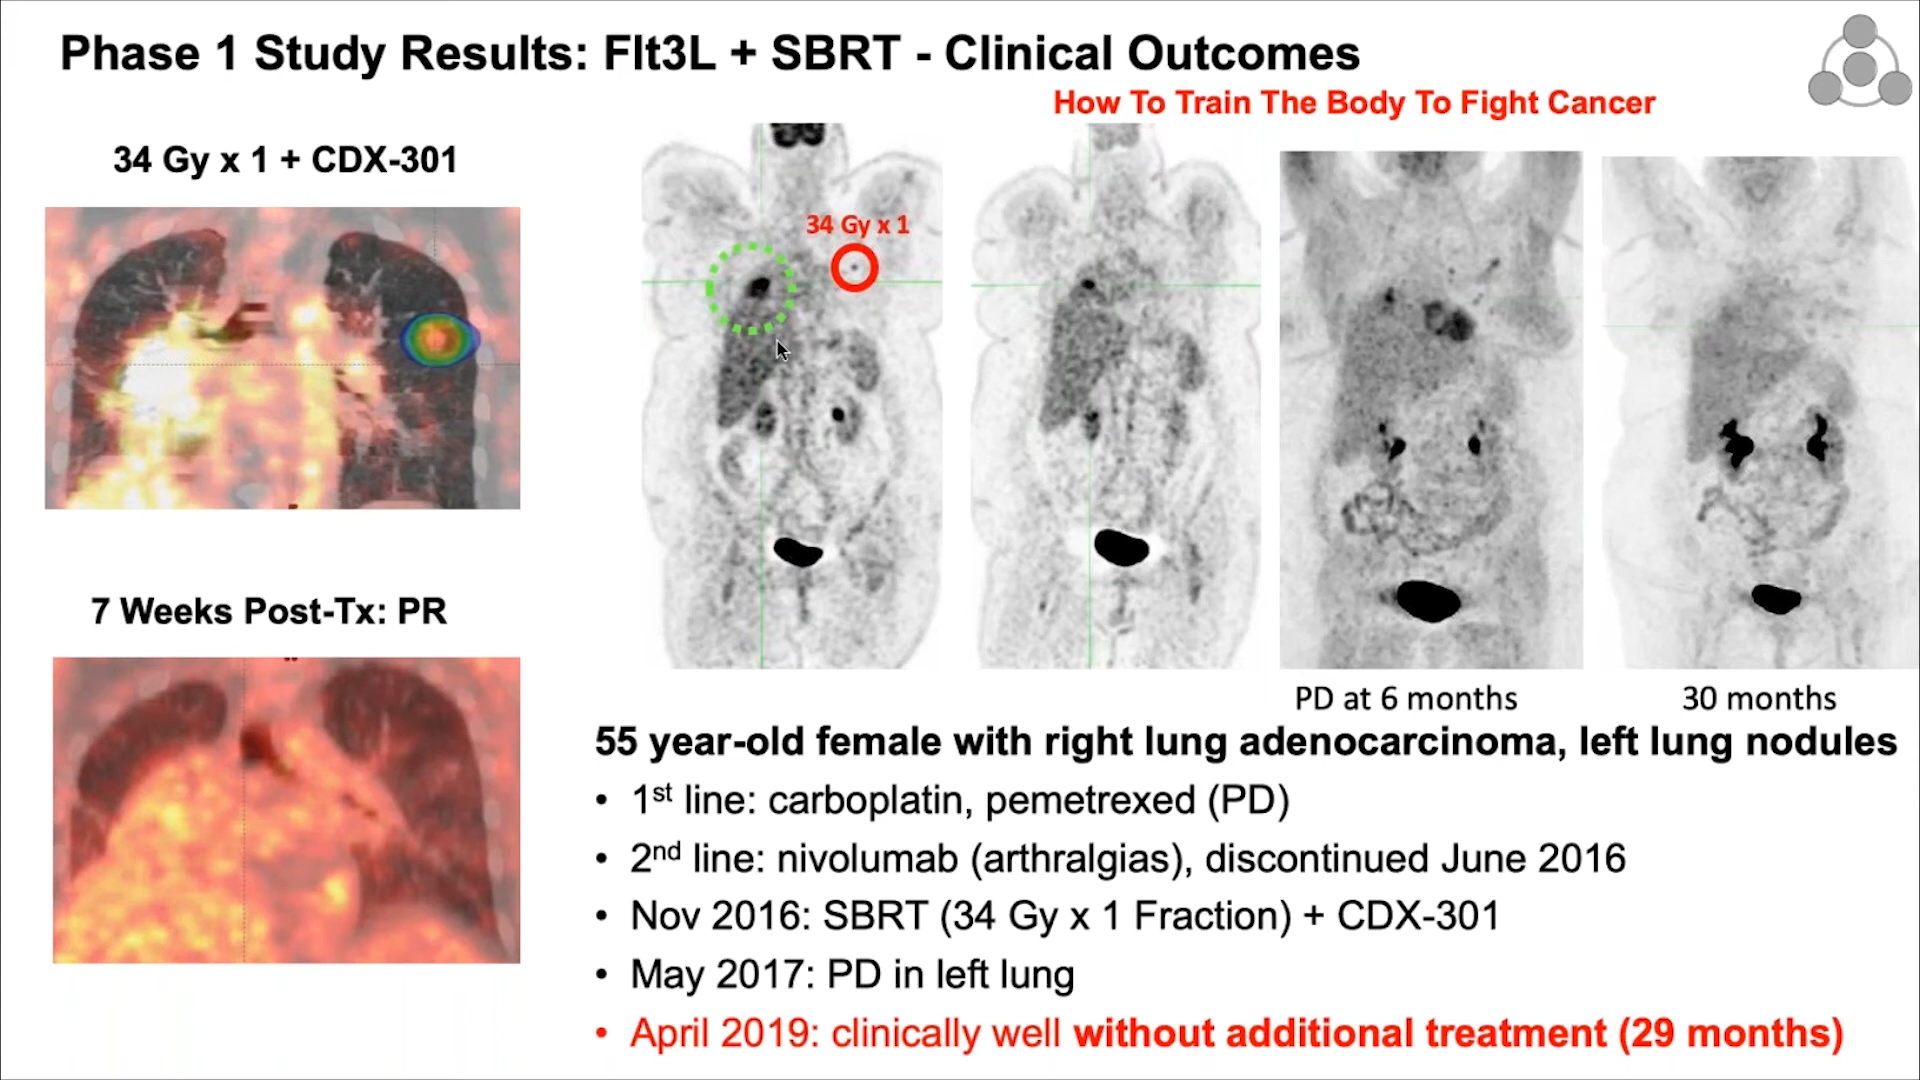 Phase 1 Study Results: Flt3L + SBRT - Clinical Outcomes
How To Train The Body To Fight Cancer
34 Gy x 1 + CDX-301
34 Gy x 1
7 Weeks Post-Tx: PR
PD at 6 months
30 months
55 year-old female with right lung adenocarcinoma, left lung nodules
• 1st line: carboplatin, pemetrexed (PD)
• 2nd line: nivolumab (arthralgias), discontinued June 2016
• Nov 2016: SBRT (34 Gy x 1 Fraction) + CDX-301
• May 2017: PD in left lung
• April 2019: clinically well without additional treatment (29 months)